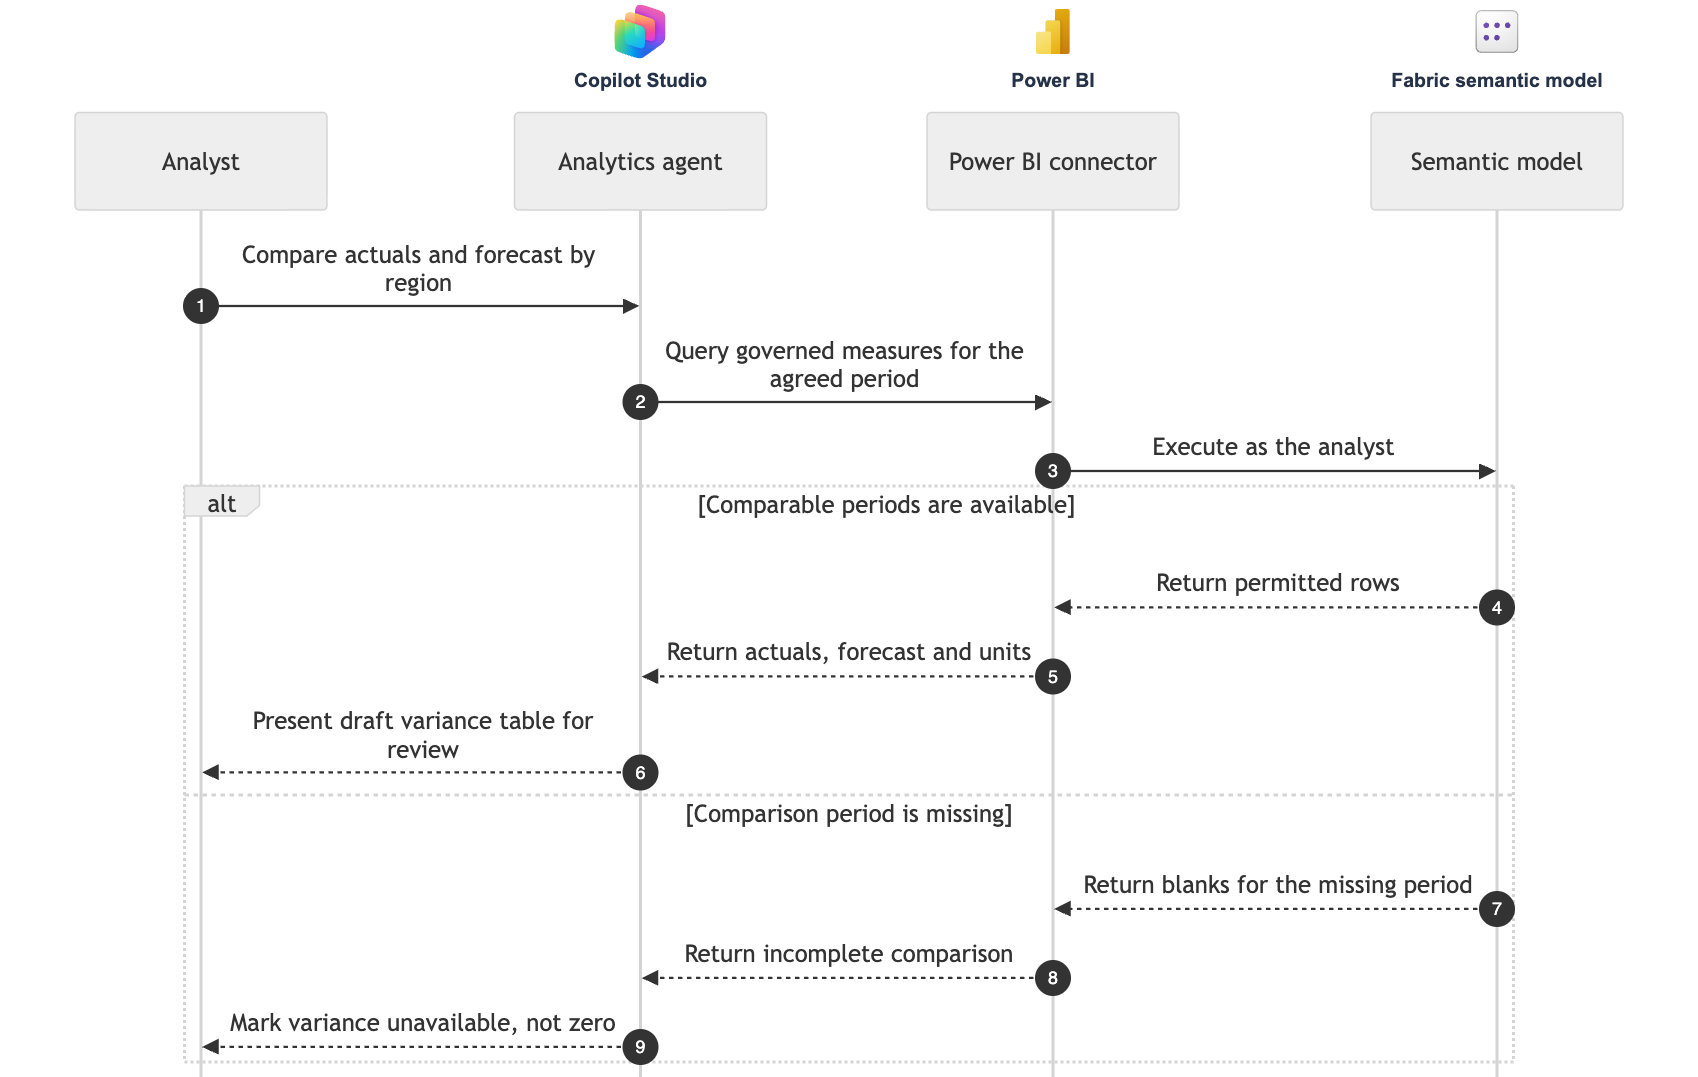 Copilot Studio
Power BI
Fabric semantic model
Analyst
Analytics agent
Power BI connector
Semantic model
Compare actuals and forecast by
region
1
Query governed measures for the
agreed period
2
Execute as the analyst
3
alt
[Comparable periods are available]
Return permitted rows
4
Return actuals, forecast and units
5
Present draft variance table for
review
6
[Comparison period is missing]
Return blanks for the missing period
7
Return incomplete comparison
8
Mark variance unavailable, not zero
9